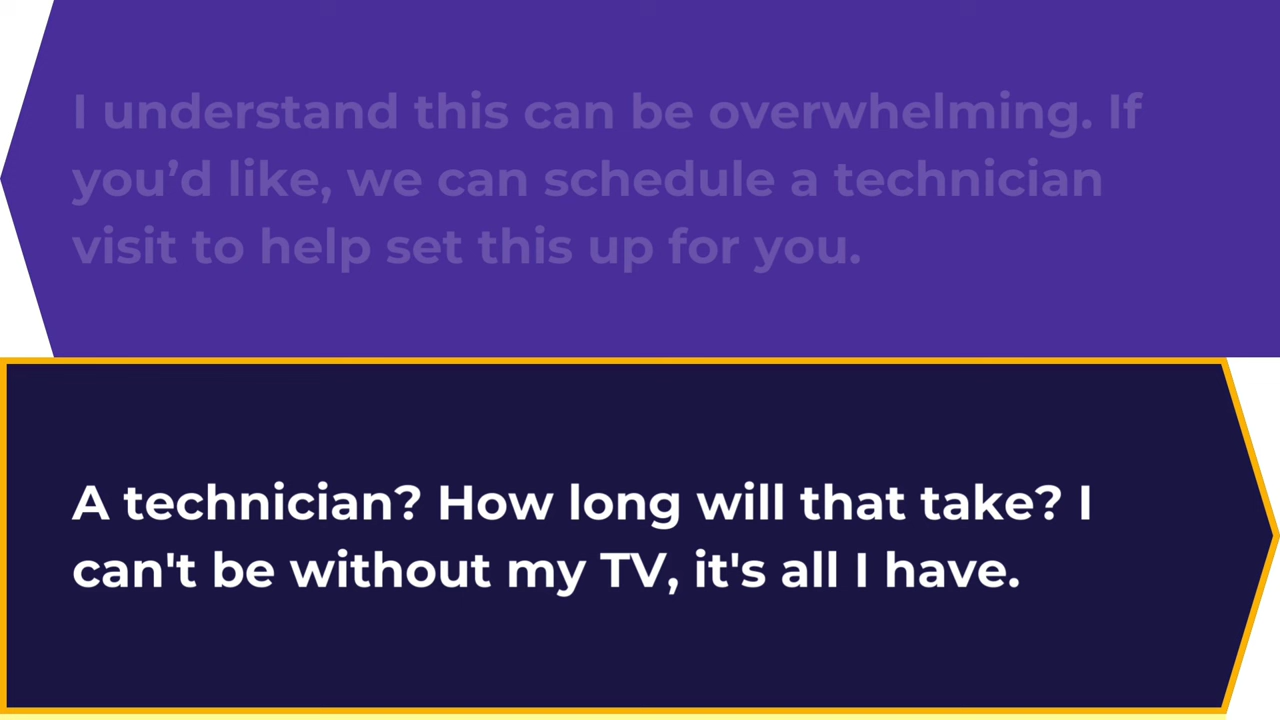 I understand this can be overwhelming. If
you’d like, we can schedule a technician
visit to help set this up for you.
A technician? How long will that take? I
can't be without my TV, it's all I have.